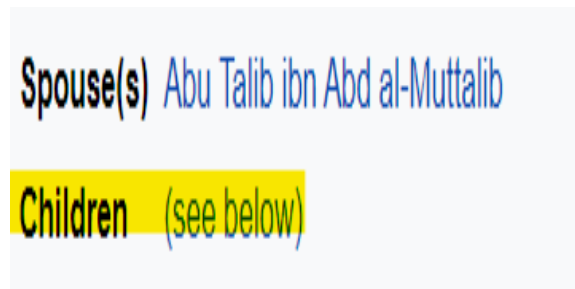 Spouse(s) Abu Talib ibn Abd al-Muttalib
Children (see below)